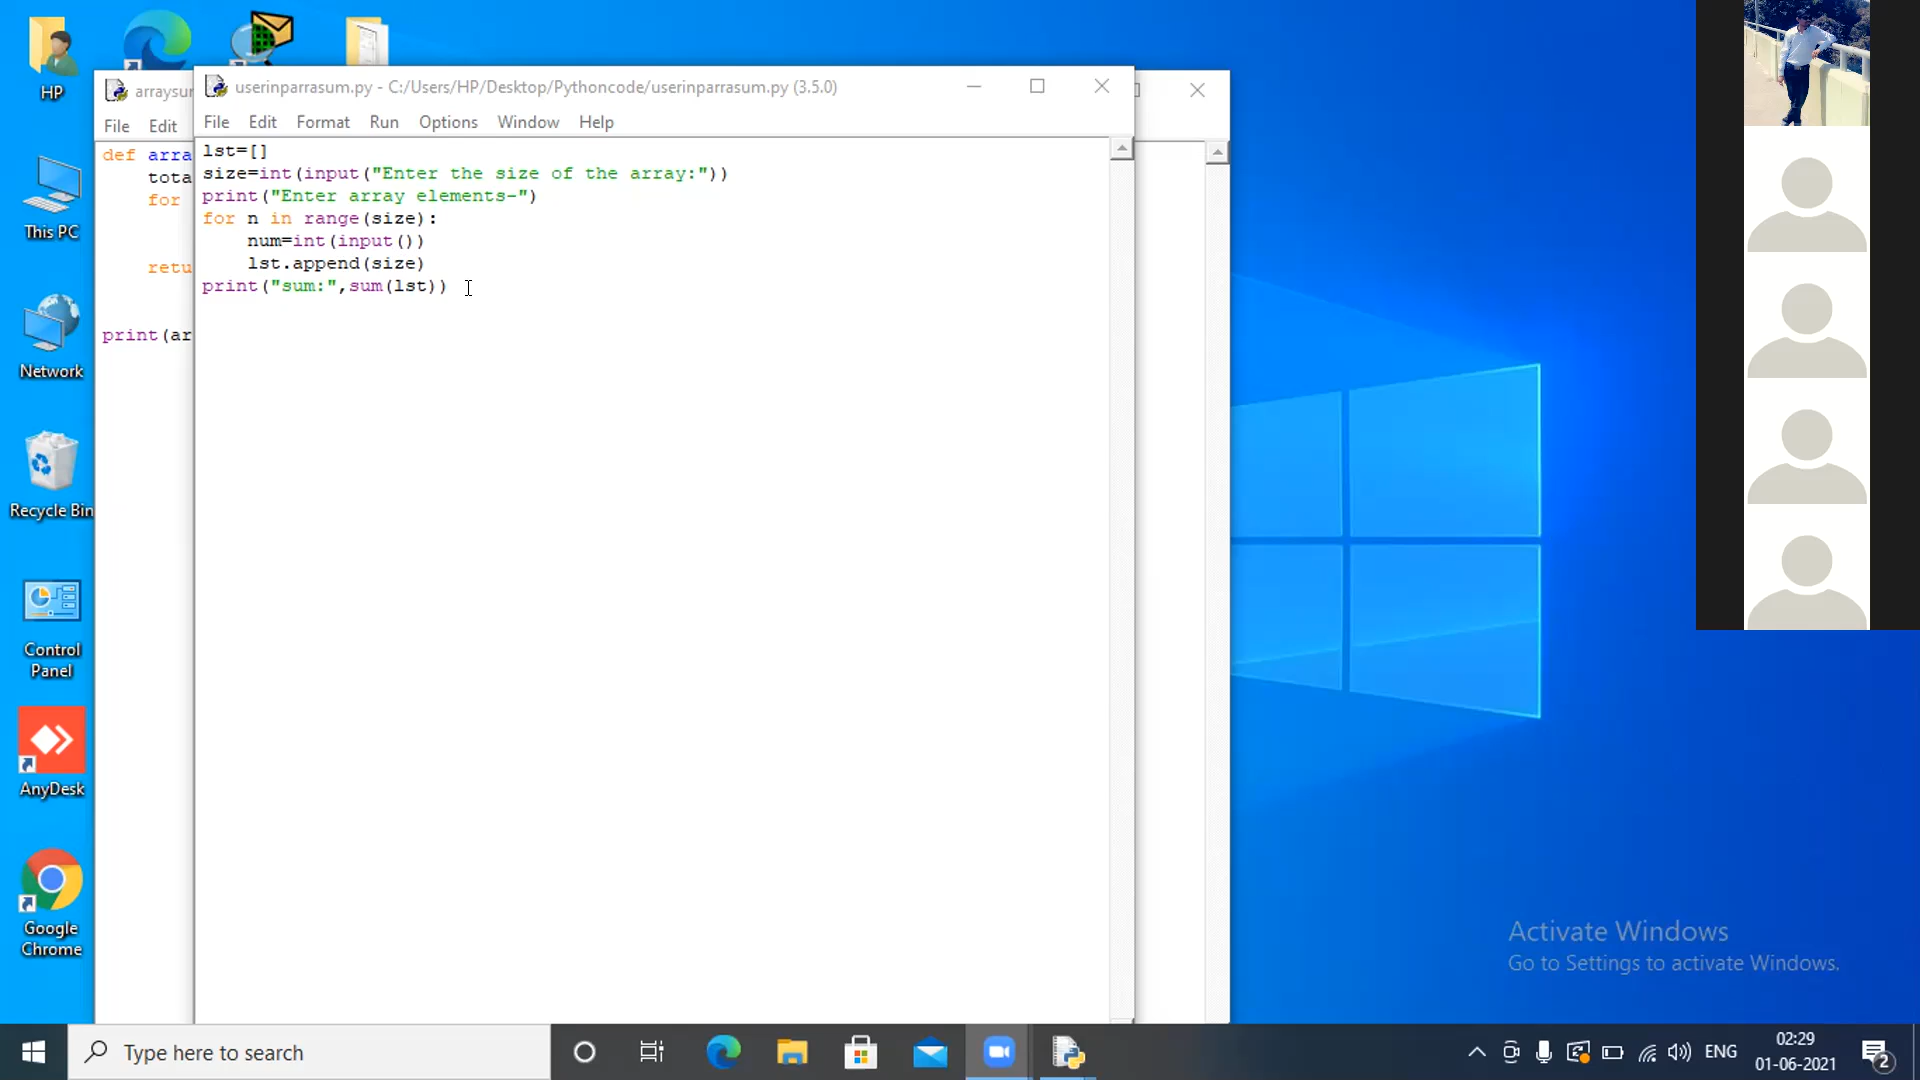 HP
This PC
Network
Recycle Bin
Control
Panel
AnyDesk
Google
Chrome
arraysu
File Edit
def arra
tota
for
retu
print(ar
userinparrasum.py - C:/Users/HP/Desktop/Pythoncode/userinparrasum.py (3.5.0)
File Edit Format Run Options Window Help
lst=[]
size=int(input("Enter the size of the array:"))
print("Enter array elements-")
for n in range(size):
num=int(input())
lst.append(size)
print("sum:",sum(lst))
Activate Windows
Go to Settings to activate Windows.
Type here to search
ENG
02:29
01-06-2021
2